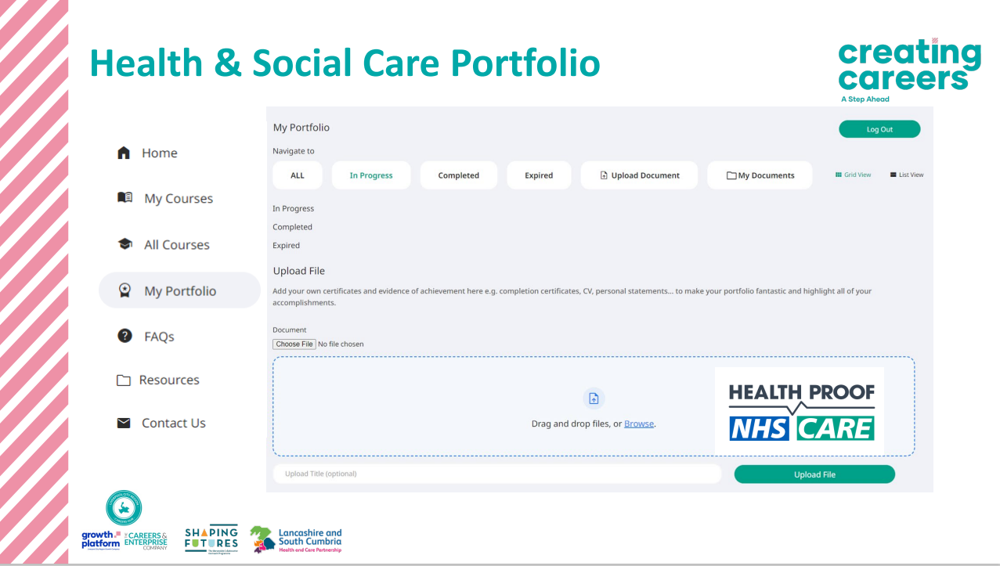 Health & Social Care Portfolio
creating
careers
A Step Ahead
Home
My Courses
All Courses
My Portfolio
FAQs
Resources
Contact Us
My Portfolio
Log Out
Navigate to
ALL
In Progress
Completed
Expired
Upload Document
My Documents
Grid View
List View
In Progress
Completed
Expired
Upload File
Add your own certificates and evidence of achievement here e.g. completion certificates, CV, personal statements... to make your portfolio fantastic and highlight all of your
accomplishments.
Document
Choose File No file chosen
Drag and drop files, or Browse.
HEALTH PROOF
NHS CARE
Upload Title (optional)
Upload File
growth
platform
THE CAREERS &
ENTERPRISE
COMPANY
SHAPING
FUTURES
Lancashire and
South Cumbria
Health and Care Partnership